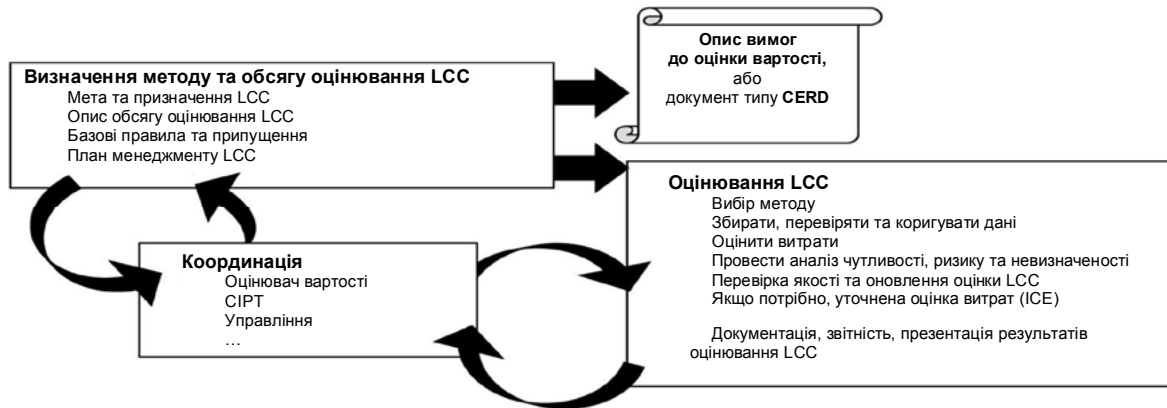 Визначення методу та обсягу оцінювання LCC
Мета та призначення LCC
Опис обсягу оцінювання LCC
Базові правила та припущення
План менеджменту LCC
Опис вимог
до оцінки вартості,
або
документ типу CERD
Координація
Оцінювач вартості
СІРТ
Управління
…
Оцінювання LCC
Вибір методу
Збирати, перевіряти та коригувати дані
Оцінити витрати
Провести аналіз чутливості, ризику та невизначеності
Перевірка якості та оновлення оцінки LCC
Якщо потрібно, уточнена оцінка витрат (ICE)
Документація, звітність, презентація результатів
оцінювання LCC